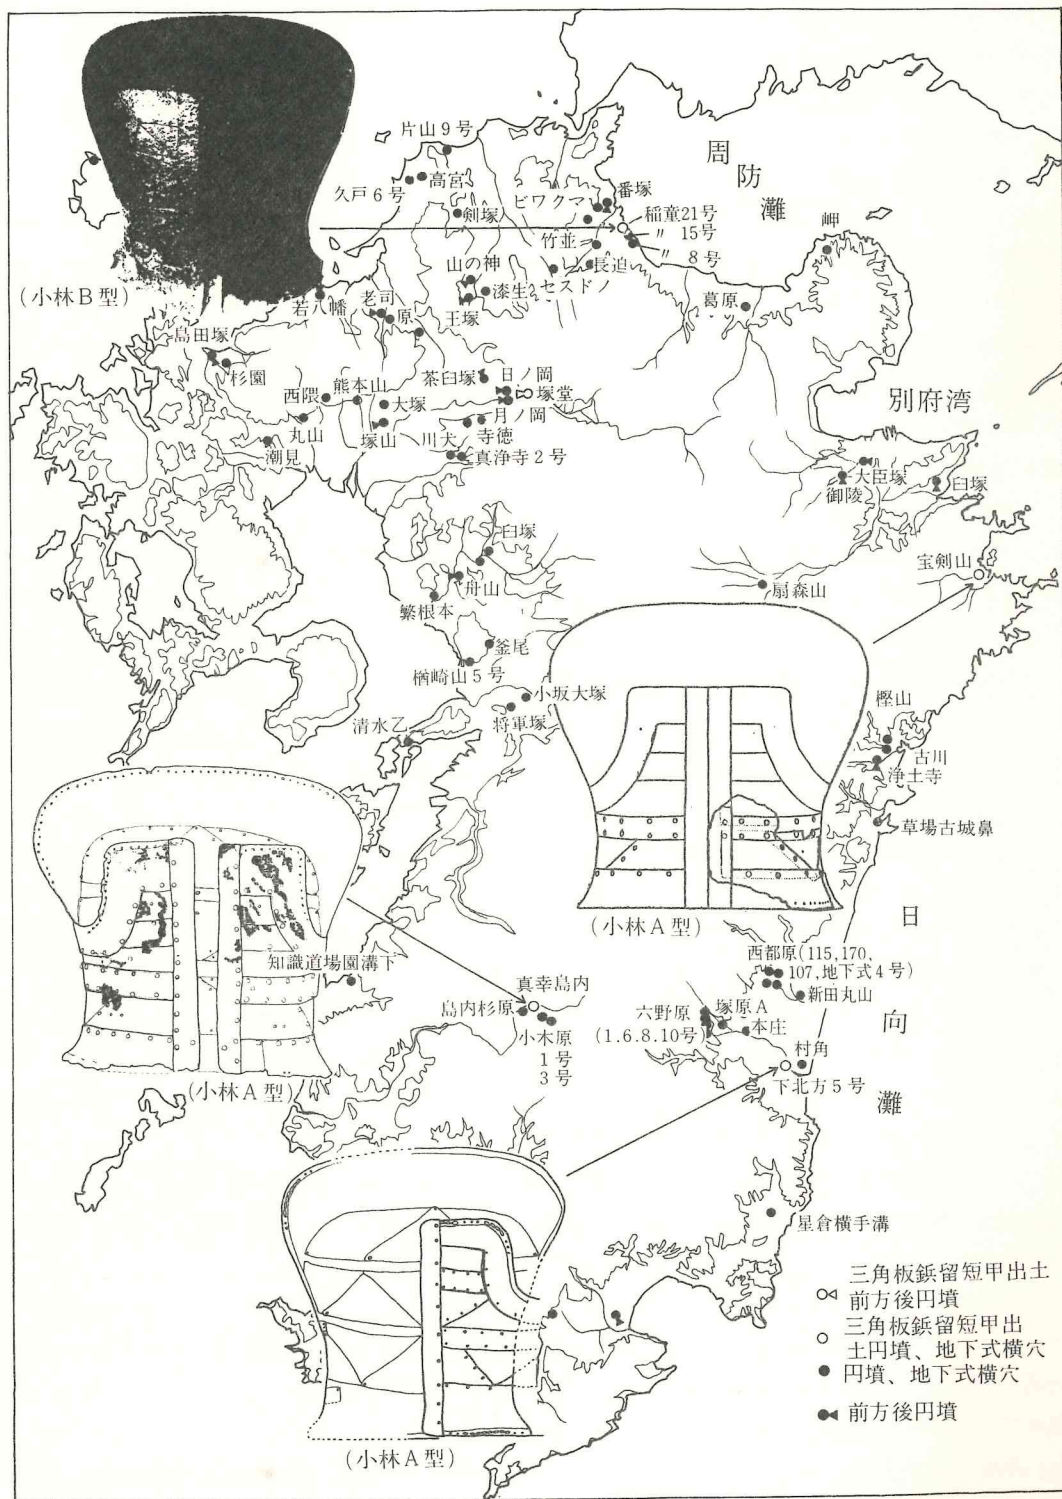 片山9号
高宮
久戸6号
剣塚
ビワクマ
番塚
周防灘
稲童21号
〃 15号
〃 8号
竹並
長迫
セスドノ
岬
山の神
漆生
王塚
葛原
(小林B型)
若八幡
老司
原
島田塚
杉園
茶臼塚
日ノ岡
塚堂
月ノ岡
西隈
熊本山
大塚
丸山
塚山
川犬
寺徳
真浄寺2号
潮見
別府湾
大臣塚
御陵
臼塚
臼塚
舟山
繁根本
扇森山
宝剣山
釜尾
楢崎山5号
小坂大塚
将軍塚
清水乙
樫山
古川
浄土寺
草場古城鼻
(小林A型)
日向灘
知識道場園溝下
真幸島内
島内杉原
小木原
1号
3号
(小林A型)
西都原(115,170,
107,地下式4号)
新田丸山
六野原
(1.6.8.10号)
塚原A
本庄
村角
下北方5号
星倉横手溝
(小林A型)
三角板鋲留短甲出土
前方後円墳
三角板鋲留短甲出
土円墳、地下式横穴
円墳、地下式横穴
前方後円墳